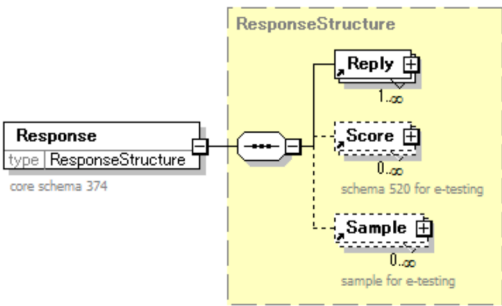 ResponseStructure
Reply
1..∞
Response
type ResponseStructure
core schema 374
Score
0..∞
schema 520 for e-testing
Sample
0..∞
sample for e-testing